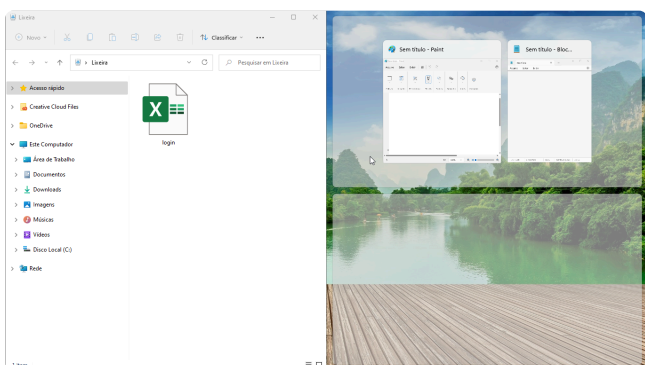 Lixeira
Novo
Classificar
Lixeira
Pesquisar em Lixeira
Acesso rápido
Creative Cloud Files
OneDrive
Este Computador
Área de Trabalho
Documentos
Downloads
Imagens
Músicas
Vídeos
Disco Local (C:)
Rede
login
Sem título - Paint
Sem título - Bloc...